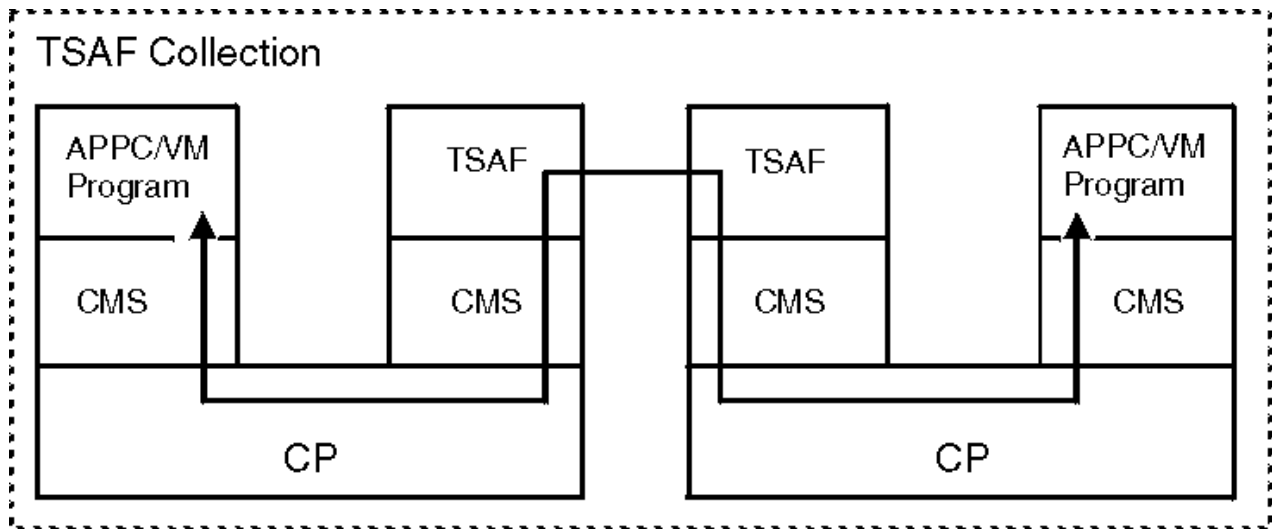 TSAF Collection
APPC/VM
Program
TSAF
TSAF
APPC/VM
Program
CMS
CMS
CMS
CMS
CP
CP